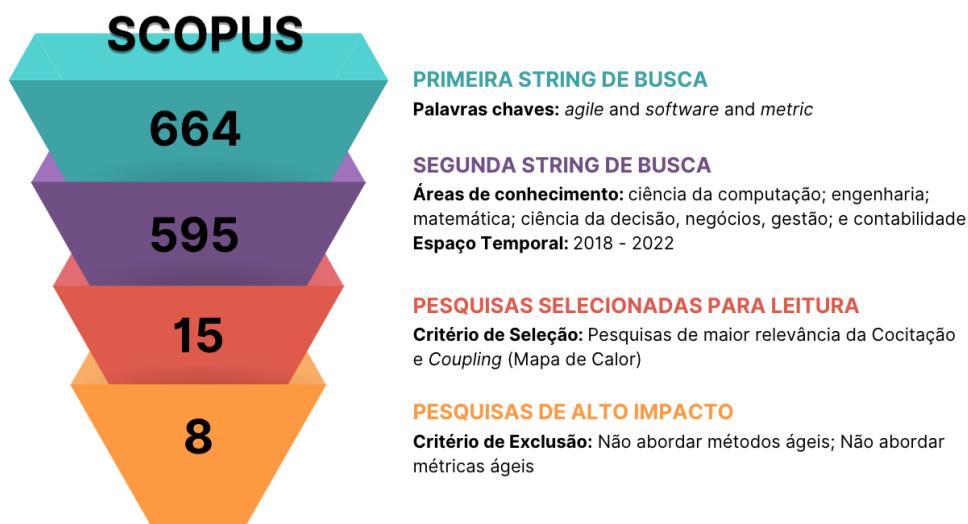 SCOPUS
664
PRIMEIRA STRING DE BUSCA
Palavras chaves: agile and software and metric
595
SEGUNDA STRING DE BUSCA
Áreas de conhecimento: ciência da computação; engenharia;
matemática; ciência da decisão, negócios, gestão; e contabilidade
Espaço Temporal: 2018 - 2022
15
PESQUISAS SELECIONADAS PARA LEITURA
Critério de Seleção: Pesquisas de maior relevância da Cocitação
e Coupling (Mapa de Calor)
8
PESQUISAS DE ALTO IMPACTO
Critério de Exclusão: Não abordar métodos ágeis; Não abordar
métricas ágeis